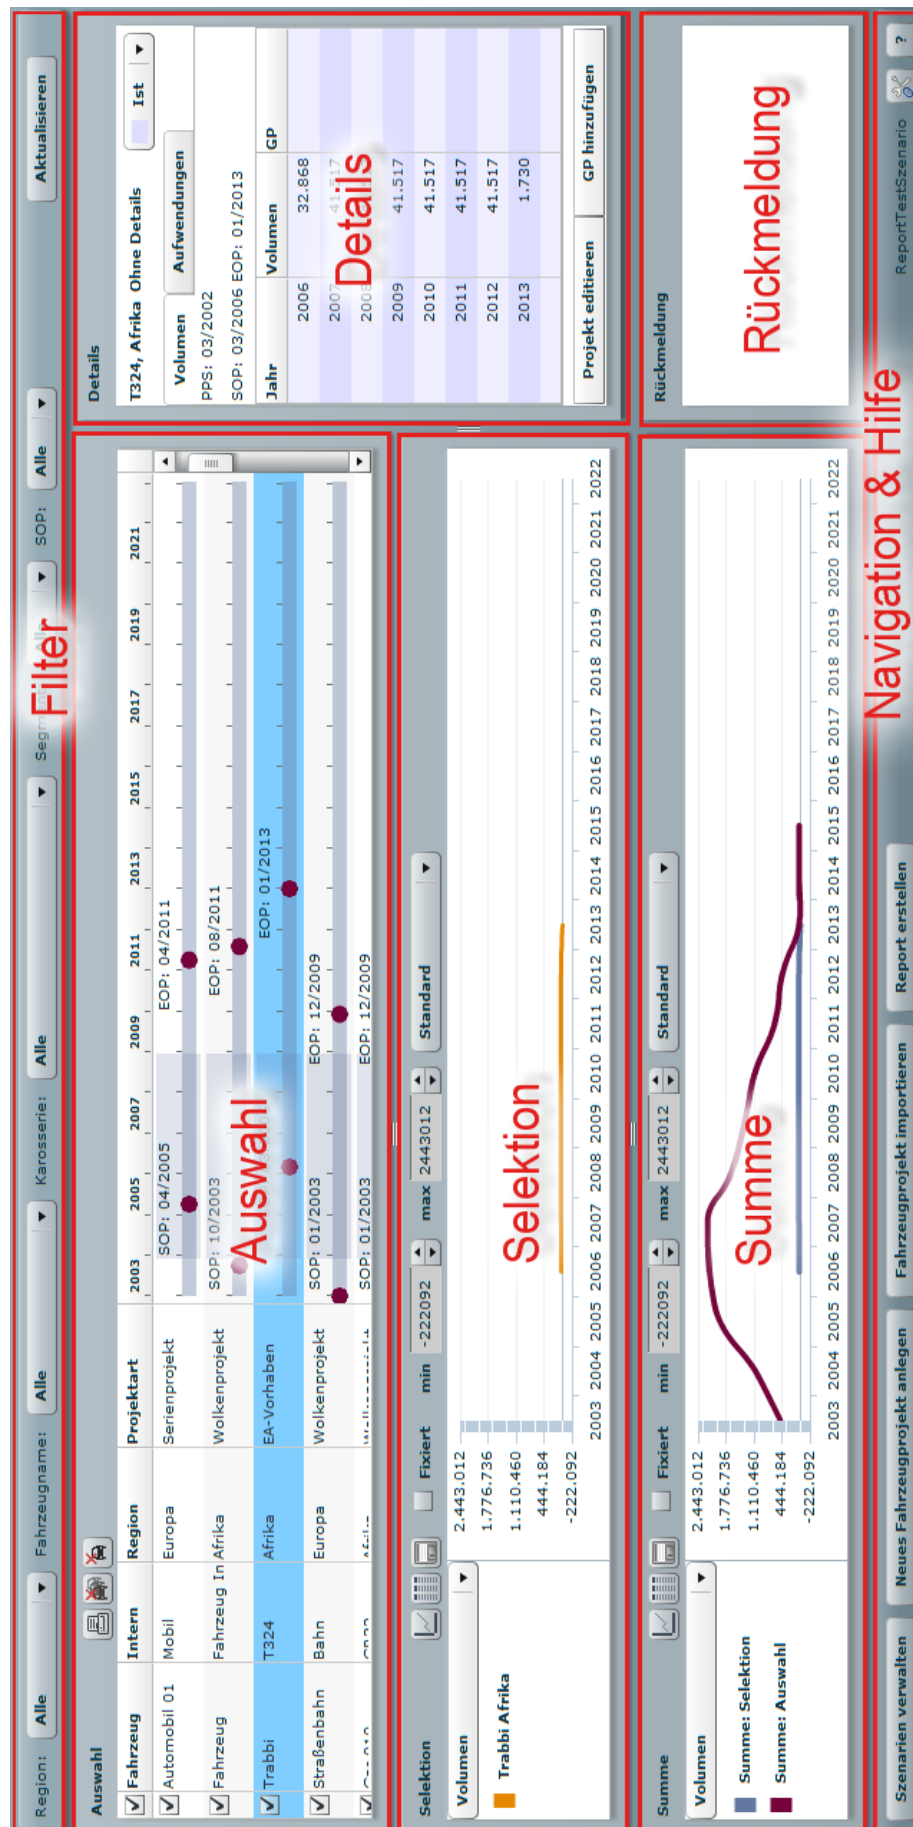 Region: Alle Fahrzeugname: Alle Karosserie: Alle Segment: Alle SOP: Alle Aktualisieren
Filter
Auswahl
Fahrzeug Intern Region Projektart 2003 2005 2007 2009 2011 2013 2015 2017 2019 2021
SOP: 04/2005 EOP: 04/2011
Automobil 01 Mobil Europa Serienprojekt
SOP: 10/2003 EOP: 08/2011
Fahrzeug Fahrzeug In Afrika Wolkenprojekt
EOP: 01/2013
Trabbi T324 Afrika EA-Vorhaben
SOP: 01/2003 EOP: 12/2009
Straßenbahn Bahn Europa Wolkenprojekt
SOP: 01/2003 EOP: 12/2009
Auswahl
Details
T324, Afrika Ohne Details Ist
Volumen Aufwendungen
PPS: 03/2002
SOP: 03/2006 EOP: 01/2013
Jahr Volumen GP
2006 32.868
2007 41.517
2008
2009 41.517
2010 41.517
2011 41.517
2012 41.517
2013 1.730
Projekt editieren GP hinzufügen
Details
Selektion
Fixiert min -222092 max 2443012 Standard
Volumen
Trabbi Afrika
2.443.012
1.776.736
1.110.460
444.184
-222.092
2003 2004 2005 2006 2007 2008 2009 2010 2011 2012 2013 2014 2015 2016 2017 2018 2019 2020 2021 2022
Selektion
Summe
Fixiert min -222092 max 2443012 Standard
Volumen
Summe: Selektion
Summe: Auswahl
2.443.012
1.776.736
1.110.460
444.184
-222.092
2003 2004 2005 2006 2007 2008 2009 2010 2011 2012 2013 2014 2015 2016 2017 2018 2019 2020 2021 2022
Summe
Rückmeldung
Rückmeldung
Szenarien verwalten Neues Fahrzeugprojekt anlegen Fahrzeugprojekt importieren Report erstellen ReportTestSzenario ?
Navigation & Hilfe